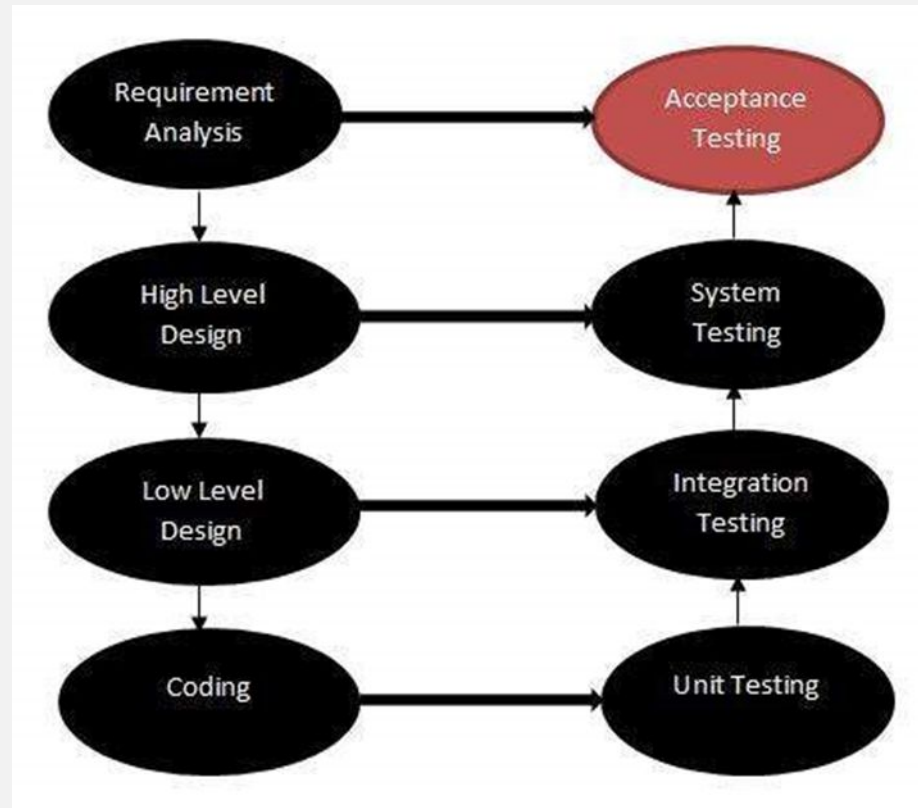 Requirement
Analysis
Acceptance
Testing
High Level
Design
System
Testing
Low Level
Design
Integration
Testing
Coding
Unit Testing